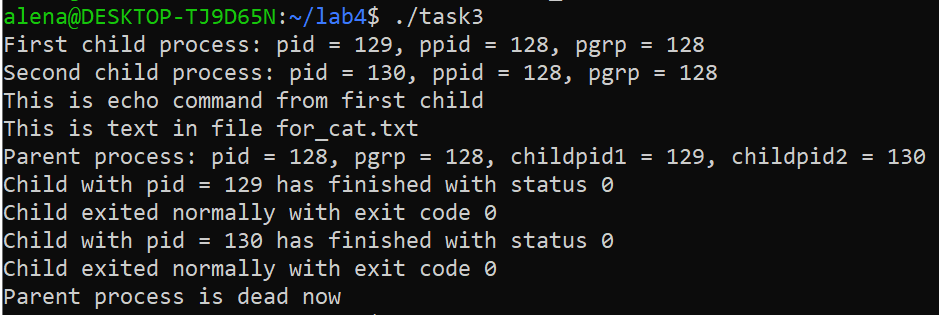 alena@DESKTOP-TJ9D65N:~/lab4$ ./task3
First child process: pid = 129, ppid = 128, pgrp = 128
Second child process: pid = 130, ppid = 128, pgrp = 128
This is echo command from first child
This is text in file for_cat.txt
Parent process: pid = 128, pgrp = 128, childpid1 = 129, childpid2 = 130
Child with pid = 129 has finished with status 0
Child exited normally with exit code 0
Child with pid = 130 has finished with status 0
Child exited normally with exit code 0
Parent process is dead now